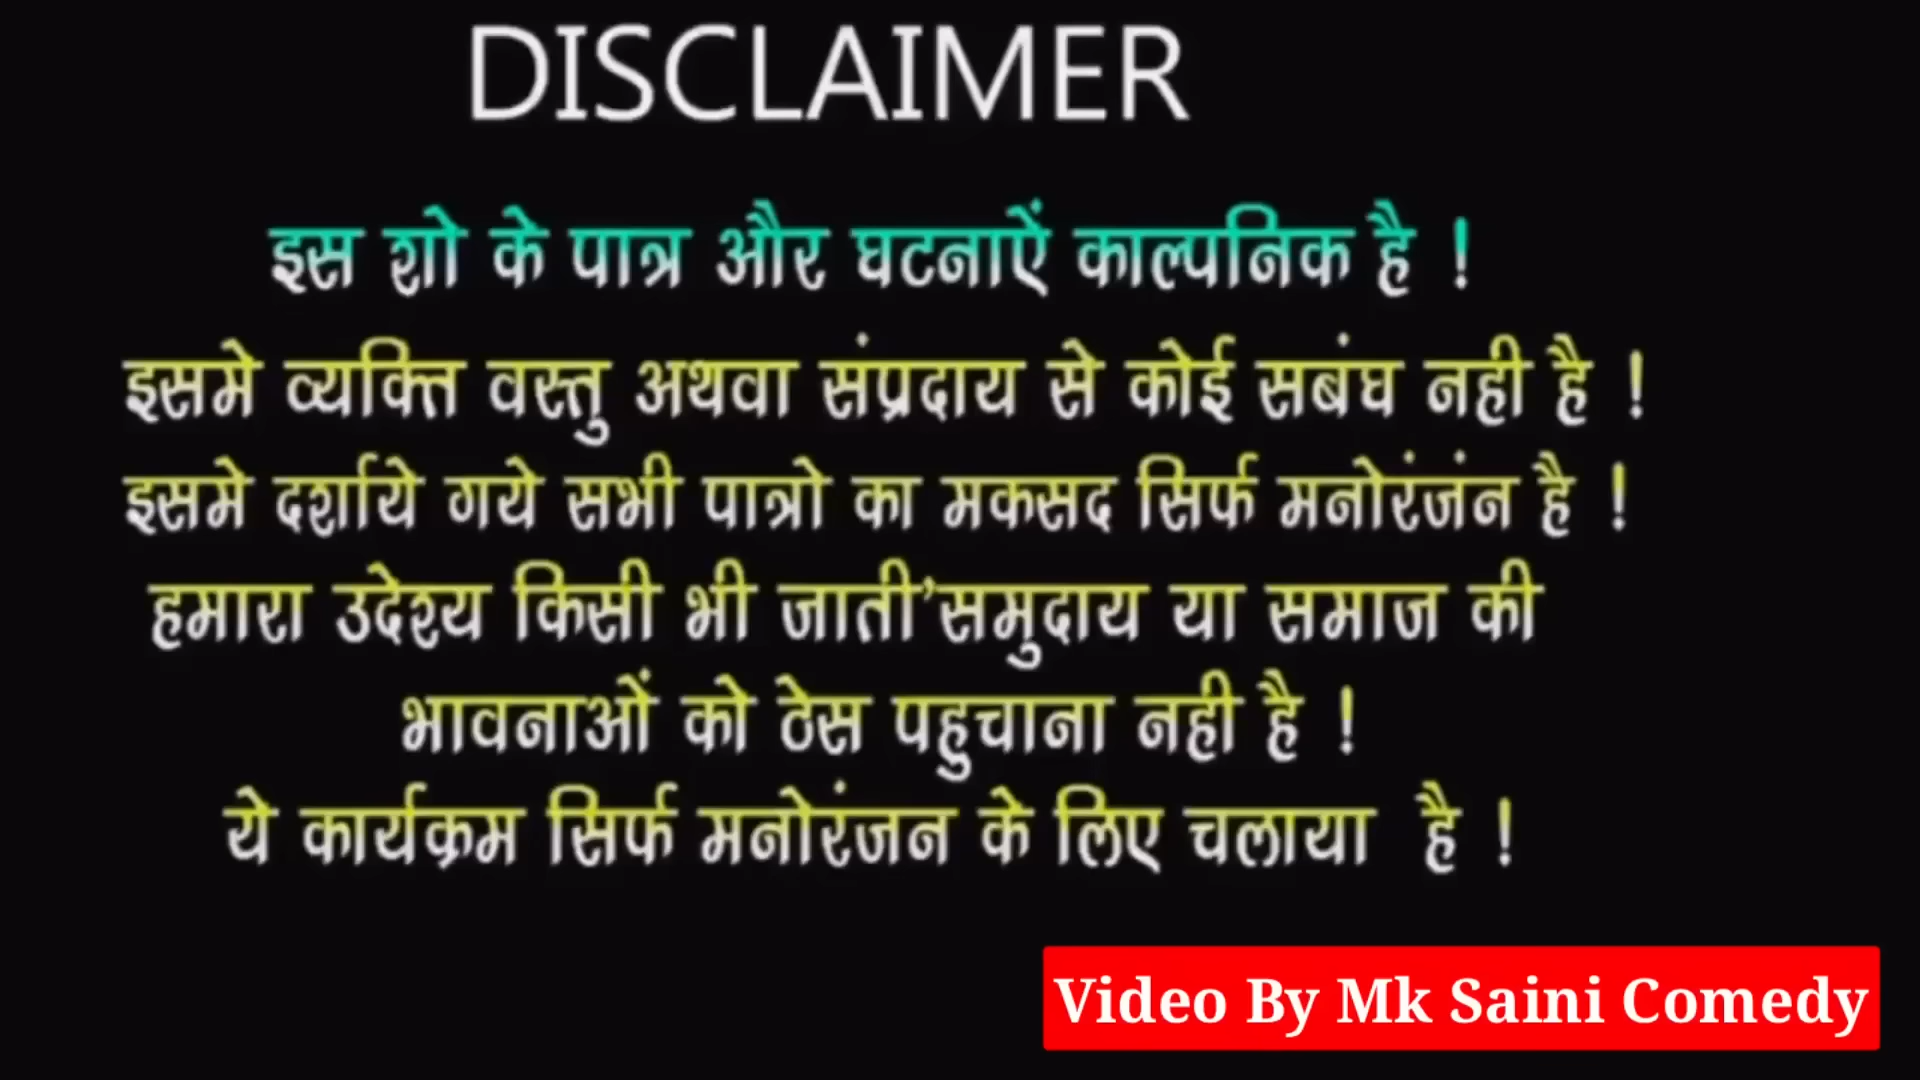 DISCLAIMER
इस शो के पात्र और घटनाऐं काल्पनिक है !
इसमे व्यक्ति वस्तु अथवा संप्रदाय से कोई सबंघ नही है !
इसमे दर्शाये गये सभी पात्रो का मकसद सिर्फ मनोरंजंन है !
हमारा उदेश्य किसी भी जाती’समुदाय या समाज की
भावनाओं को ठेस पहुचाना नही है !
ये कार्यक्रम सिर्फ मनोरंजन के लिए चलाया है !
Video By Mk Saini Comedy